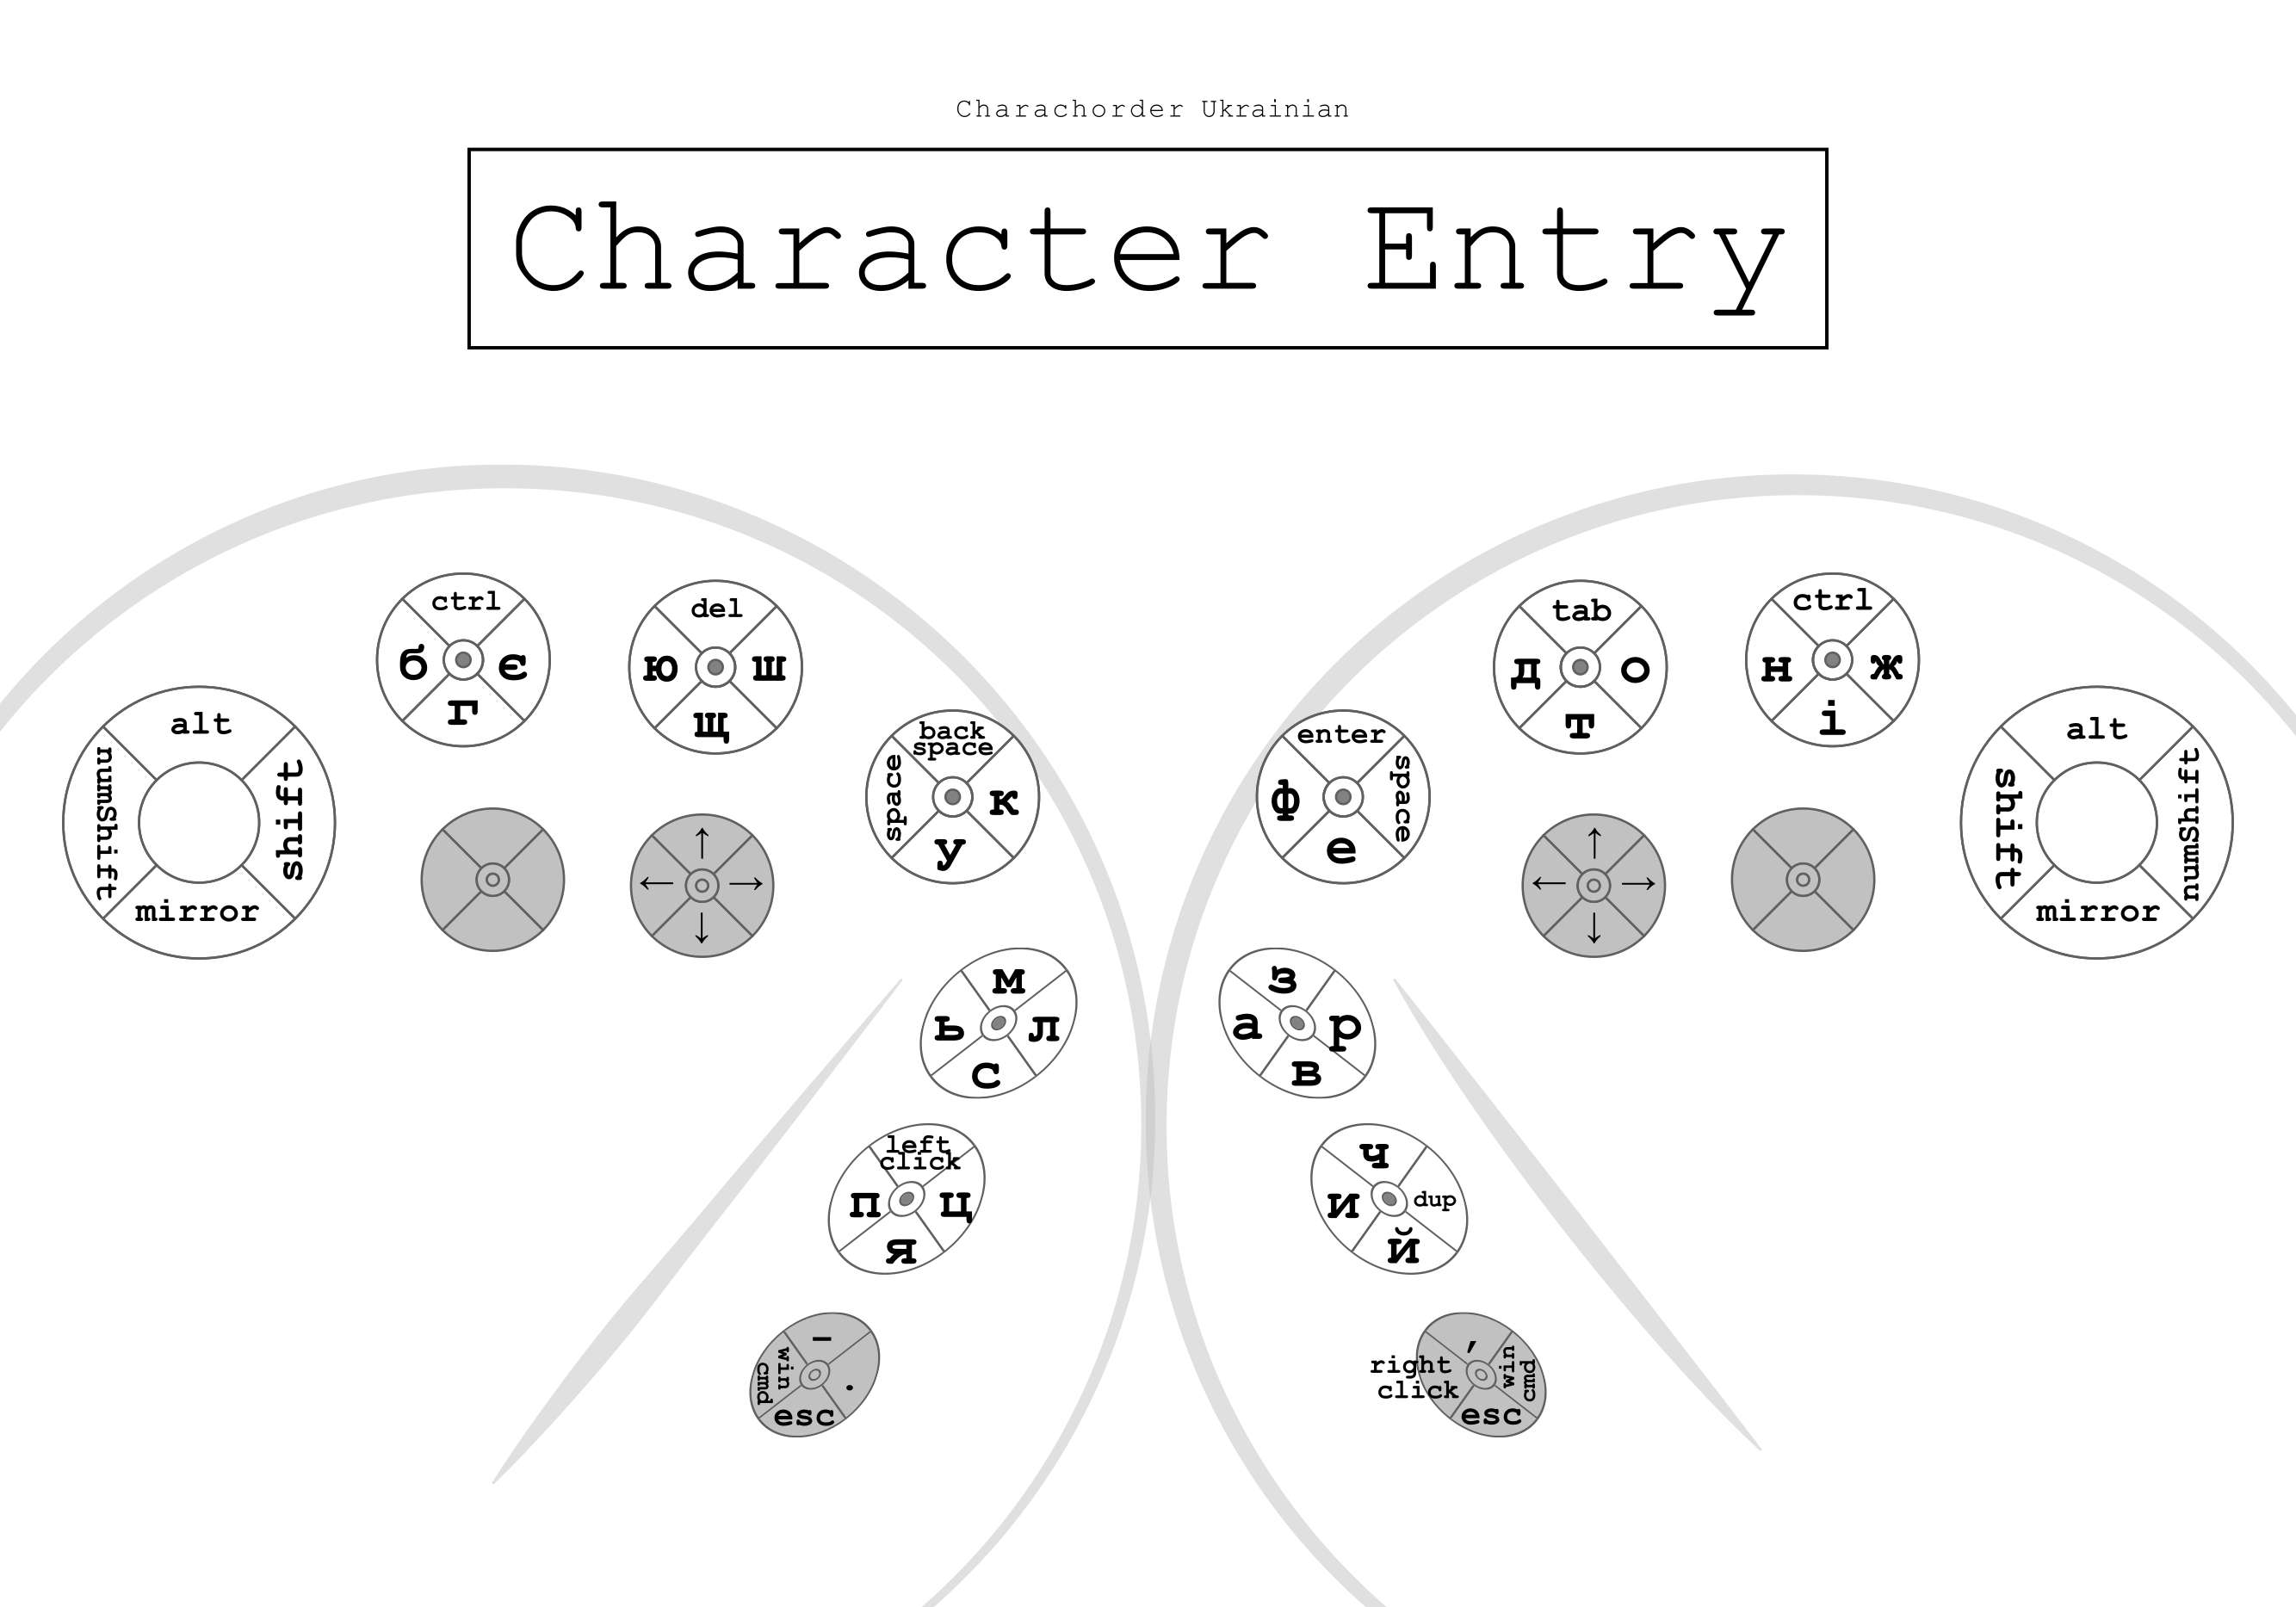 Charachorder Ukrainian
Character Entry
alt
numShift
shift
mirror
ctrl
б
є
г
del
ю
ш
щ
back
space
space
к
у
↑
←
→
↓
м
ь
л
с
left
click
п
ц
я
–
win
cmd
.
esc
enter
ф
space
е
tab
д
о
т
ctrl
н
ж
і
alt
shift
numShift
mirror
↑
←
→
↓
з
а
р
в
ч
и
dup
й
,
right
click
win
cmd
esc